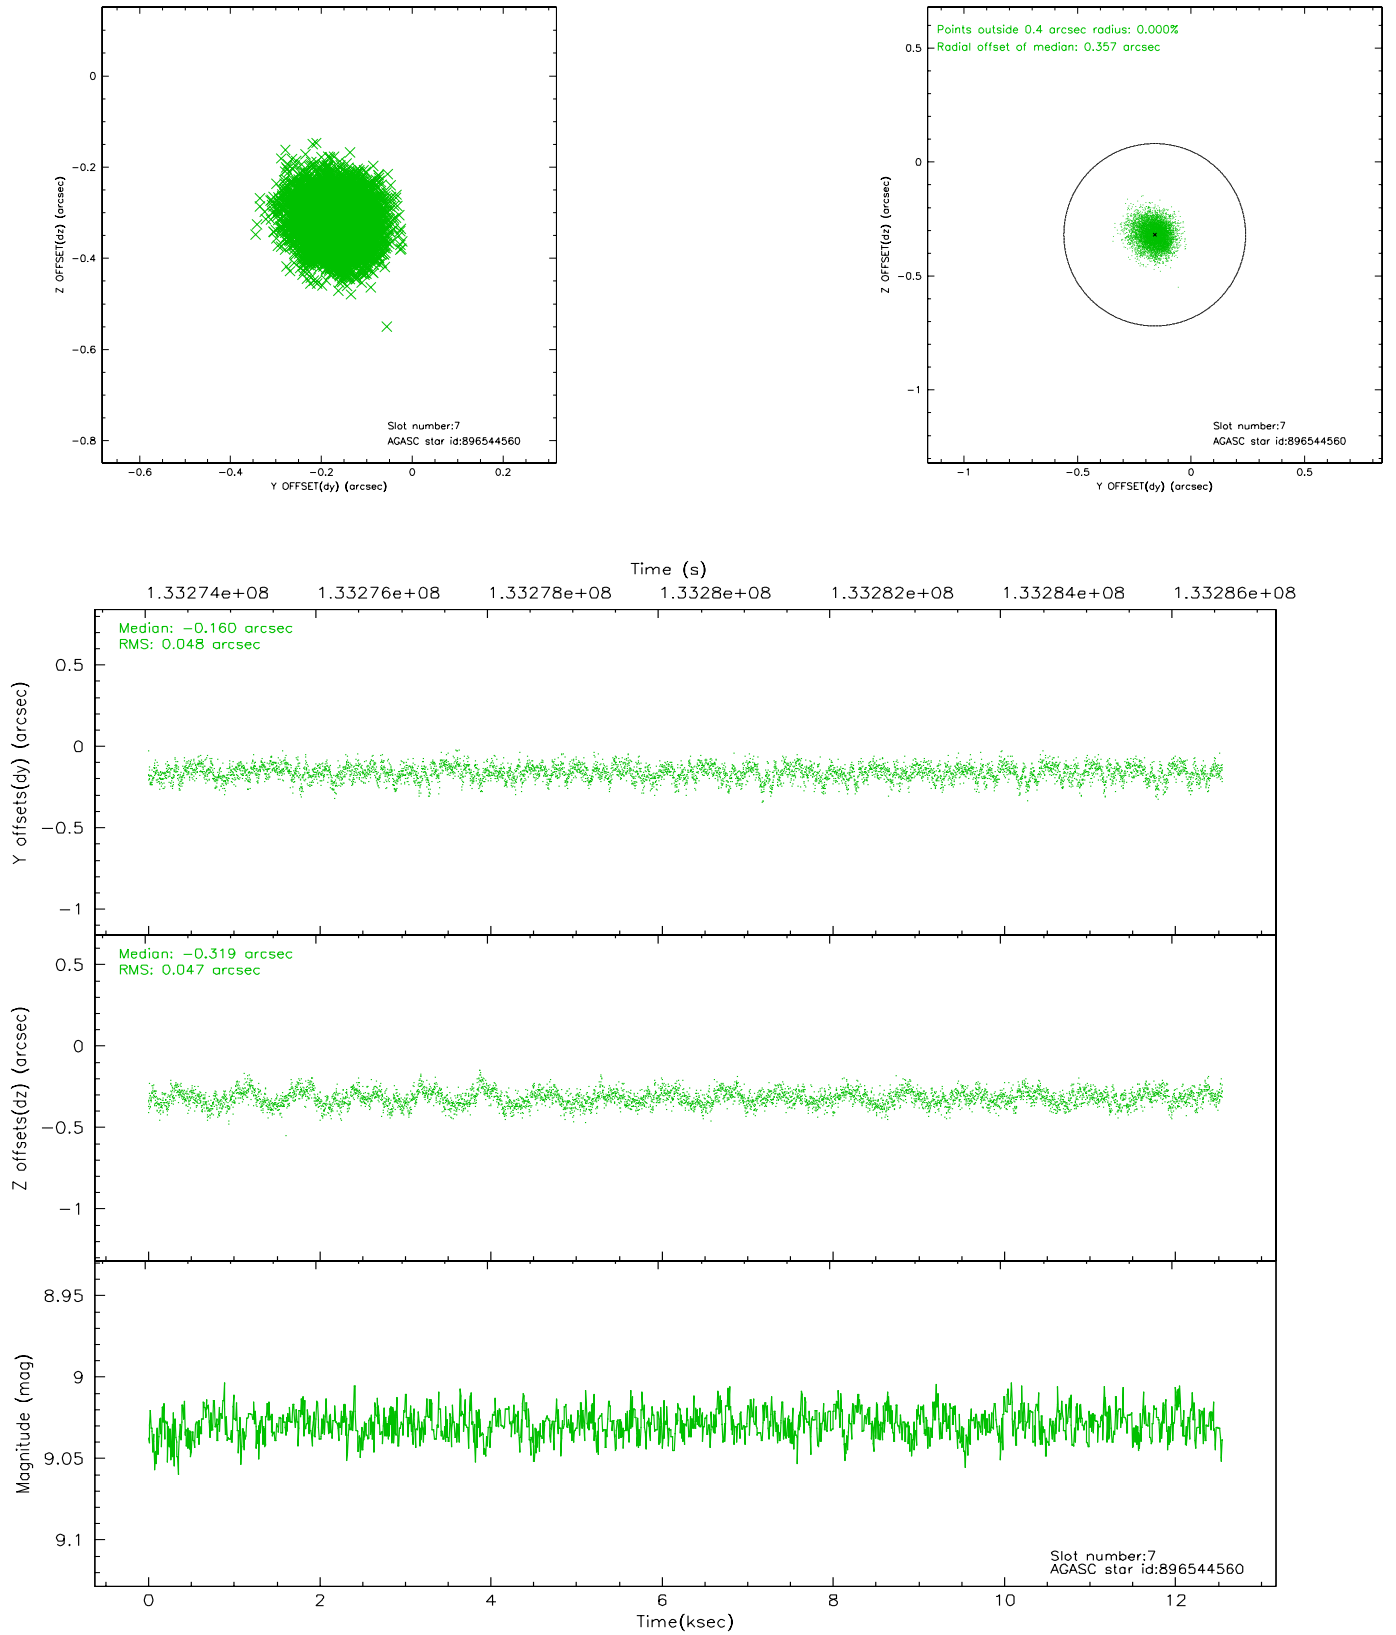 0
−0.2
−0.4
−0.6
−0.8
Z OFFSET(dz) (arcsec)
Slot number:7
AGASC star id:896544560
−0.6 −0.4 −0.2 0 0.2
Y OFFSET(dy) (arcsec)
Points outside 0.4 arcsec radius: 0.000%
Radial offset of median: 0.357 arcsec
0.5
0
−0.5
−1
Z OFFSET(dz) (arcsec)
Slot number:7
AGASC star id:896544560
−1 −0.5 0 0.5
Y OFFSET(dy) (arcsec)
Time (s)
1.33274e+08 1.33276e+08 1.33278e+08 1.3328e+08 1.33282e+08 1.33284e+08 1.33286e+08
Median: −0.160 arcsec
RMS: 0.048 arcsec
0.5
0
−0.5
−1
Y offsets(dy) (arcsec)
Median: −0.319 arcsec
RMS: 0.047 arcsec
0.5
0
−0.5
−1
Z offsets(dz) (arcsec)
8.95
9
9.05
9.1
Magnitude (mag)
Slot number:7
AGASC star id:896544560
0 2 4 6 8 10 12
Time(ksec)